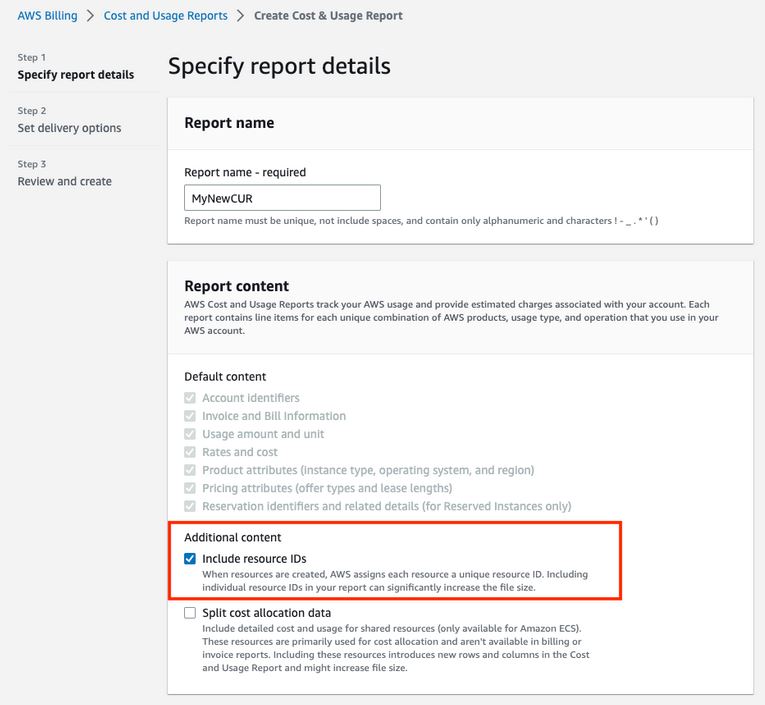 AWS Billing > Cost and Usage Reports > Create Cost & Usage Report
Step 1
Specify report details
Step 2
Set delivery options
Step 3
Review and create
Specify report details
Report name
Report name - required
MyNewCUR
Report name must be unique, not include spaces, and contain only alphanumeric and characters ! - _ . * ' ( )
Report content
AWS Cost and Usage Reports track your AWS usage and provide estimated charges associated with your account. Each
report contains line items for each unique combination of AWS products, usage type, and operation that you use in your
AWS account.
Default content
Account identifiers
Invoice and Bill Information
Usage amount and unit
Rates and cost
Product attributes (instance type, operating system, and region)
Pricing attributes (offer types and lease lengths)
Reservation identifiers and related details (for Reserved Instances only)
Additional content
Include resource IDs
When resources are created, AWS assigns each resource a unique resource ID. Including
individual resource IDs in your report can significantly increase the file size.
Split cost allocation data
Include detailed cost and usage for shared resources (only available for Amazon ECS).
These resources are primarily used for cost allocation and aren't available in billing or
invoice reports. Including these resources introduces new rows and columns in the Cost
and Usage Report and might increase file size.